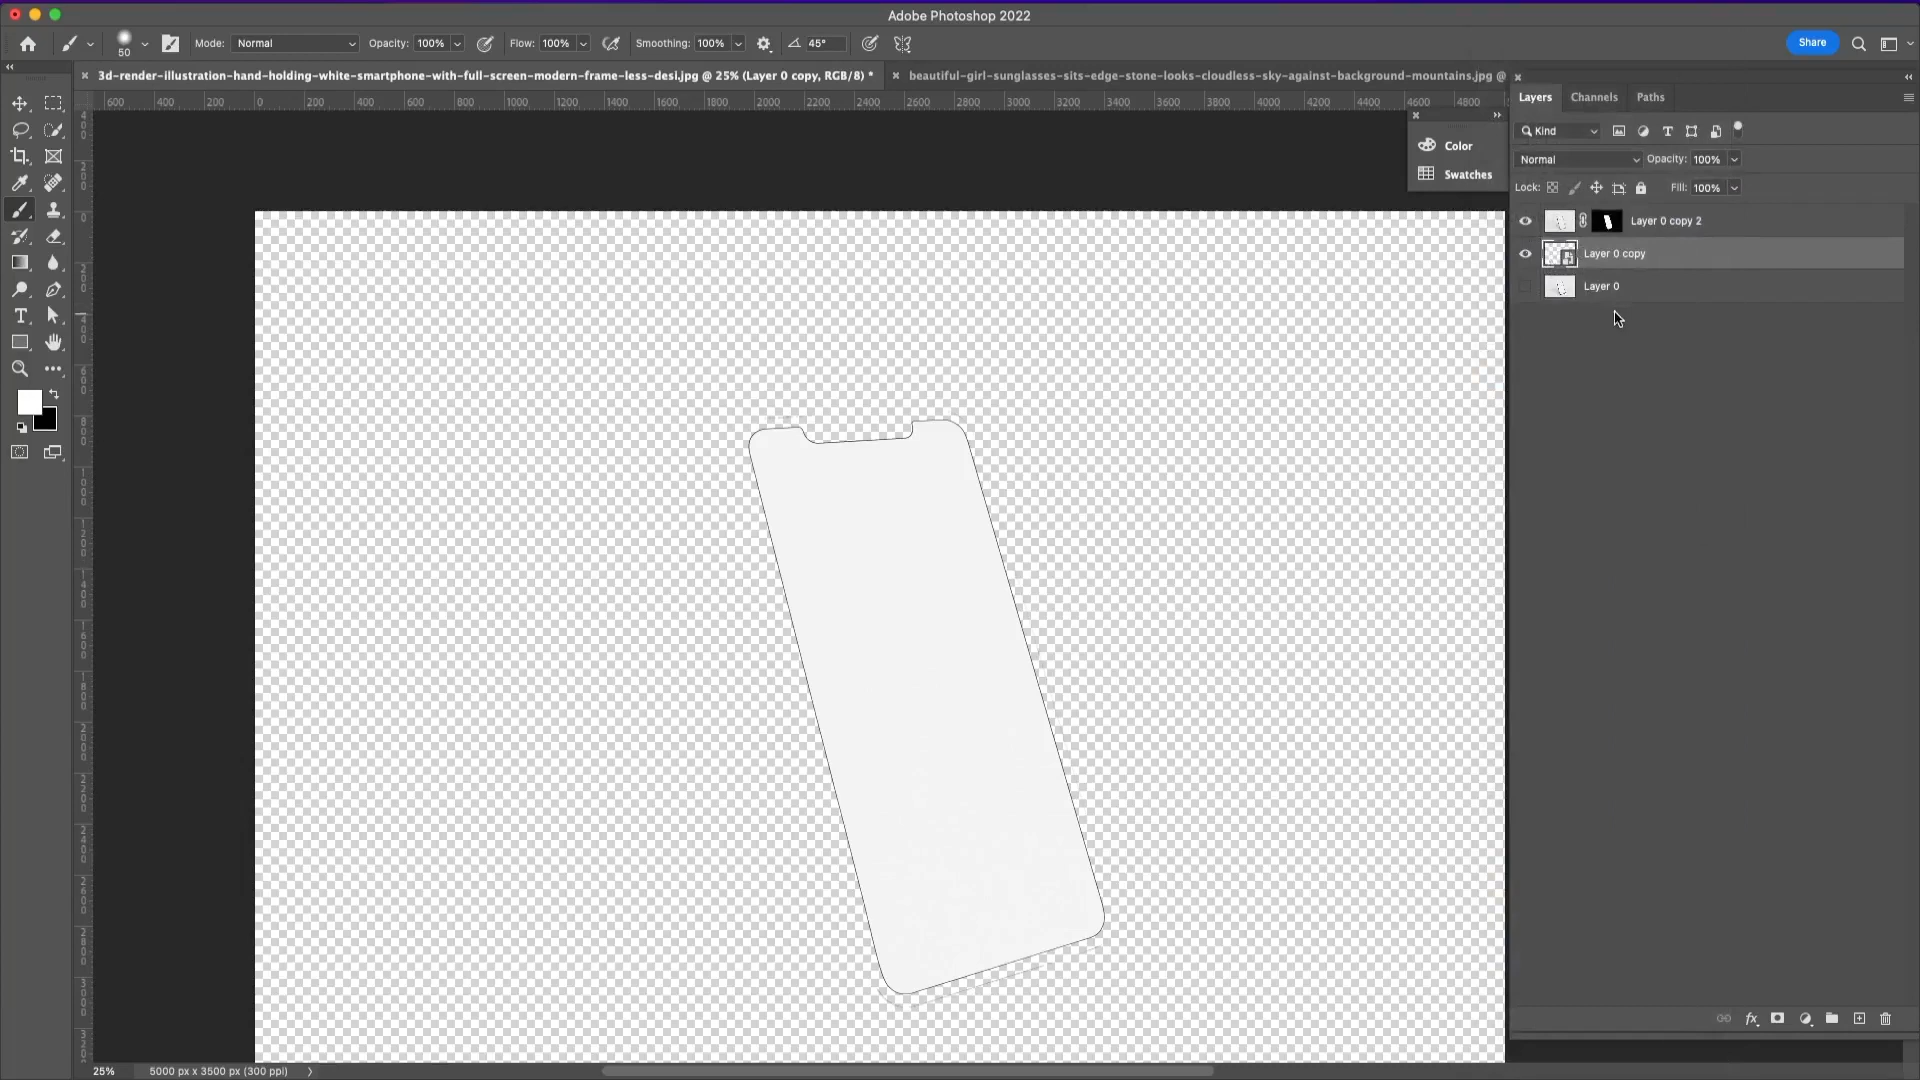 Adobe Photoshop 2022
50
Mode: Normal
Opacity: 100%
Flow: 100%
Smoothing: 100%
45°
Share
3d-render-illustration-hand-holding-white-smartphone-with-full-screen-modern-frame-less-desi.jpg @ 25% (Layer 0 copy, RGB/8) *
beautiful-girl-sunglasses-sits-edge-stone-looks-cloudless-sky-against-background-mountains.jpg @
600 400 200 0 200 400 600 800 1000 1200 1400 1600 1800 2000 2200 2400 2600 2800 3000 3200 3400 3600 3800 4000 4200 4400 4600 4800
Color
Swatches
Layers Channels Paths
Kind
Normal
Opacity: 100%
Lock:
Fill: 100%
Layer 0 copy 2
Layer 0 copy
Layer 0
25%
5000 px x 3500 px (300 ppi)